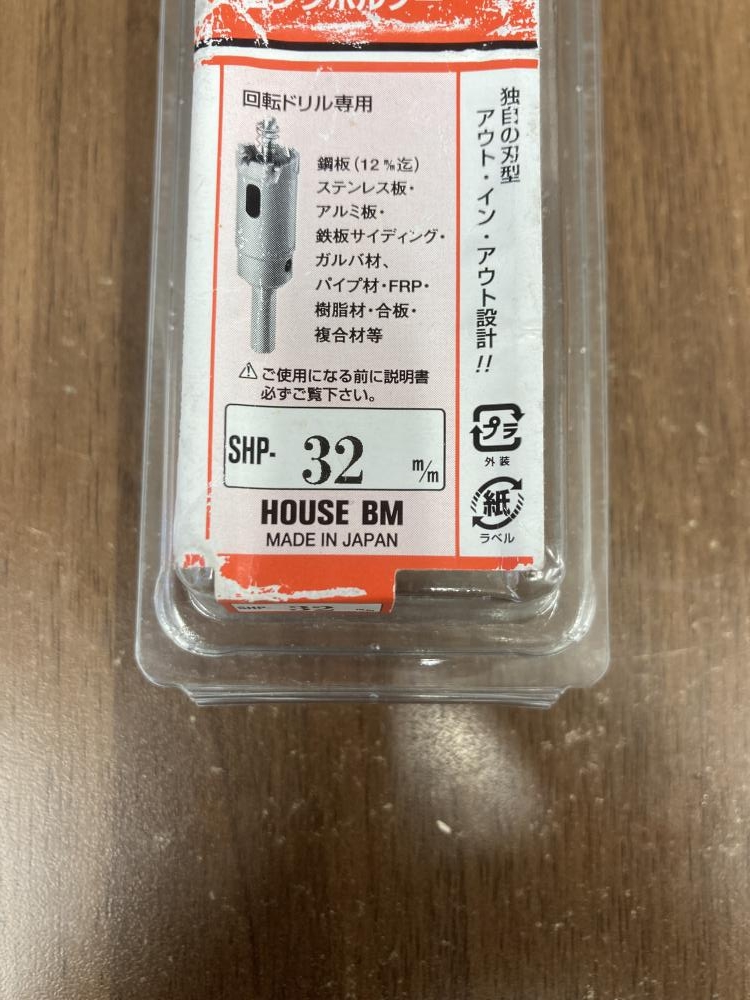 回転ドリル専用
鋼板(12㎜迄)
ステンレス板・
アルミ板・
鉄板サイディング・
ガルバ材、
パイプ材・FRP・
樹脂材・合板・
複合材等
⚠ご使用になる前に説明書
必ずご覧下さい。
SHP- 32 m/m
HOUSE BM
MADE IN JAPAN
独自の刃型
アウト・イン・アウト設計!!
プラ
外装
紙
ラベル
SHP- 32